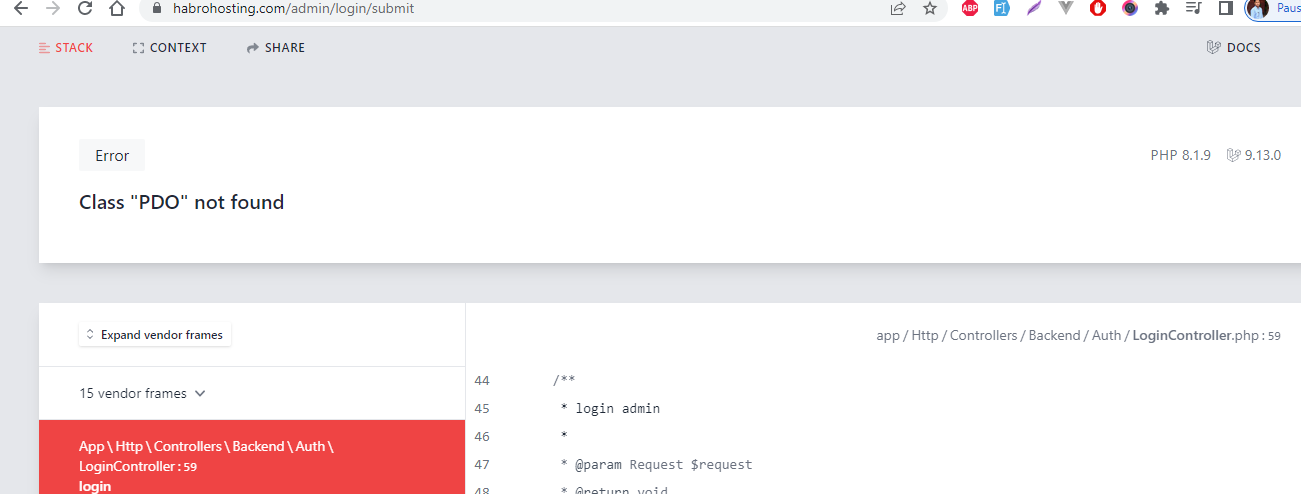 habrohosting.com/admin/login/submit
ABP
Paus
STACK
CONTEXT
SHARE
DOCS
Error
PHP 8.1.9
9.13.0
Class "PDO" not found
Expand vendor frames
app / Http / Controllers / Backend / Auth / LoginController.php : 59
15 vendor frames
44 /**
45 * login admin
46 *
47 * @param Request $request
48 * @return void
App \ Http \ Controllers \ Backend \ Auth \
LoginController : 59
login